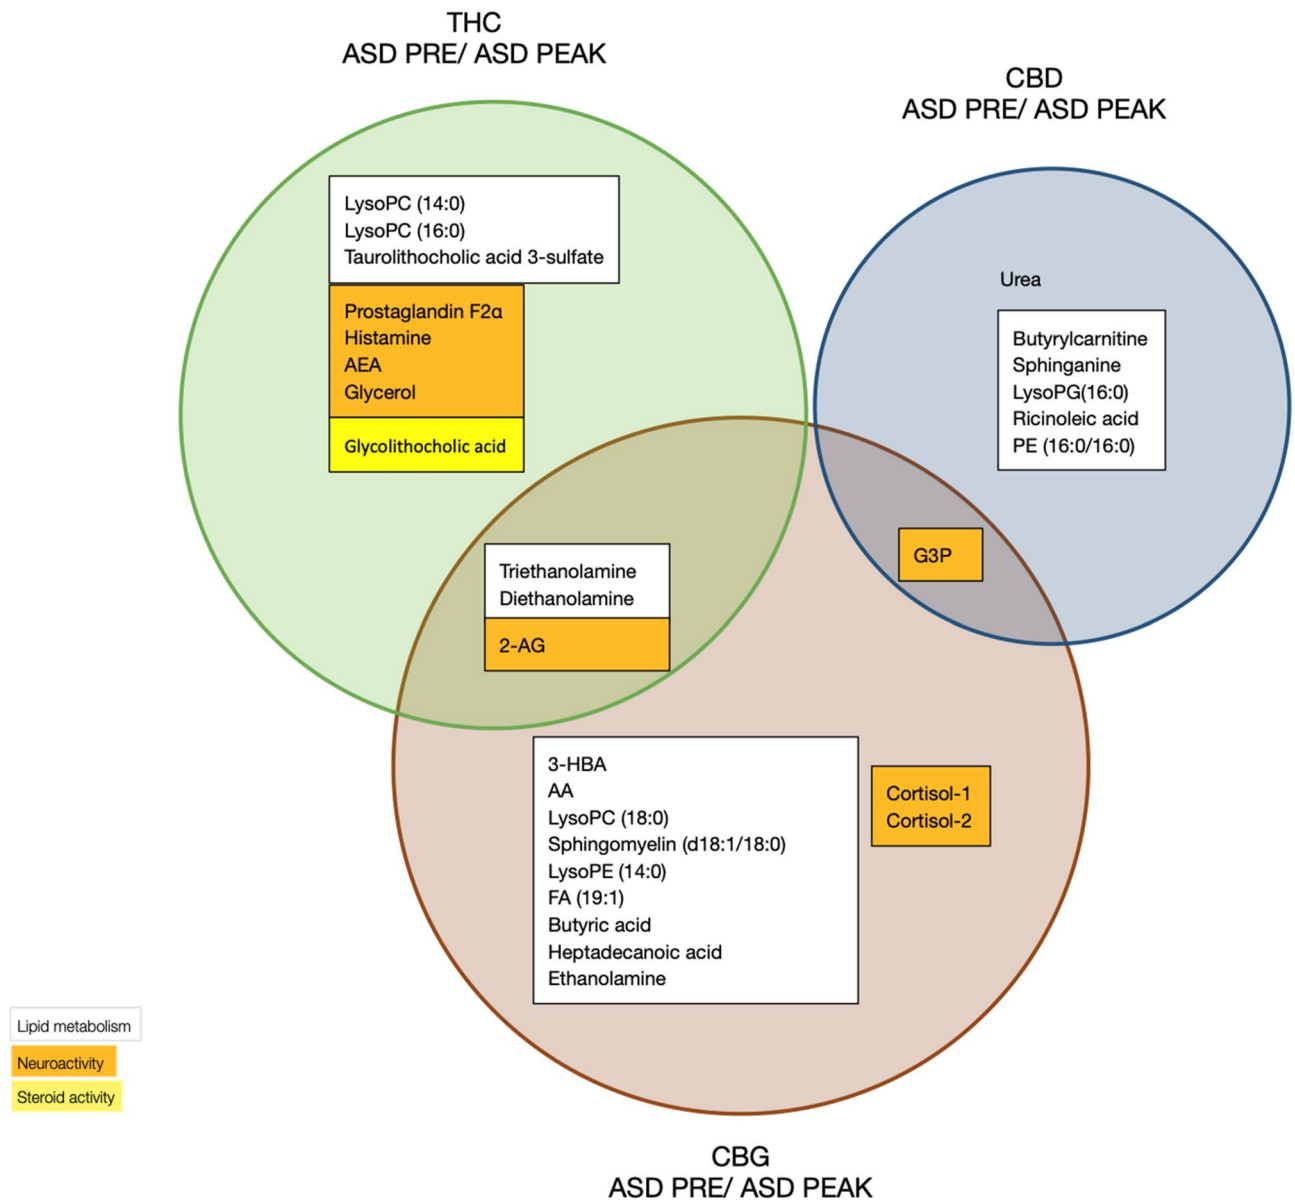 THC
ASD PRE/ ASD PEAK
CBD
ASD PRE/ ASD PEAK
LysoPC (14:0)
LysoPC (16:0)
Taurolithocholic acid 3-sulfate
Prostaglandin F2α
Histamine
AEA
Glycerol
Glycolithocholic acid
Urea
Butyrylcarnitine
Sphinganine
LysoPG(16:0)
Ricinoleic acid
PE (16:0/16:0)
G3P
Triethanolamine
Diethanolamine
2-AG
3-HBA
AA
LysoPC (18:0)
Sphingomyelin (d18:1/18:0)
LysoPE (14:0)
FA (19:1)
Butyric acid
Heptadecanoic acid
Ethanolamine
Cortisol-1
Cortisol-2
Lipid metabolism
Neuroactivity
Steroid activity
CBG
ASD PRE/ ASD PEAK